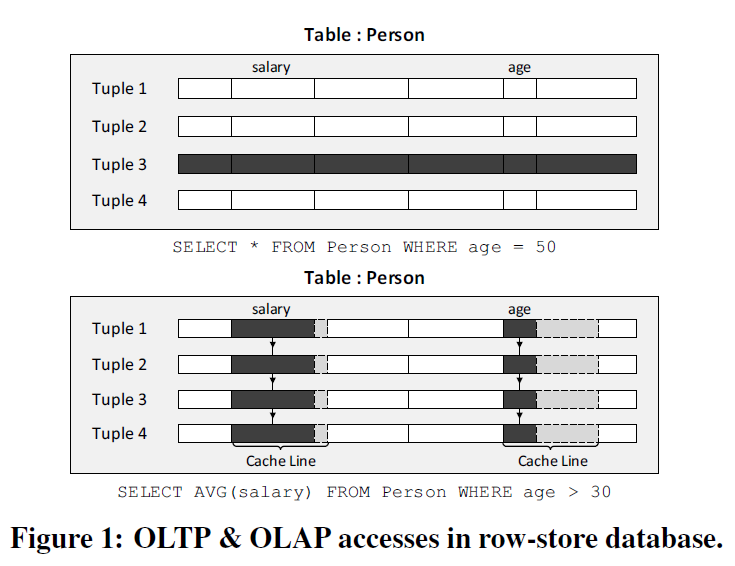 Table : Person
salary age
Tuple 1
Tuple 2
Tuple 3
Tuple 4
SELECT * FROM Person WHERE age = 50
Table : Person
salary age
Tuple 1
Tuple 2
Tuple 3
Tuple 4
Cache Line Cache Line
SELECT AVG(salary) FROM Person WHERE age > 30
Figure 1: OLTP & OLAP accesses in row-store database.